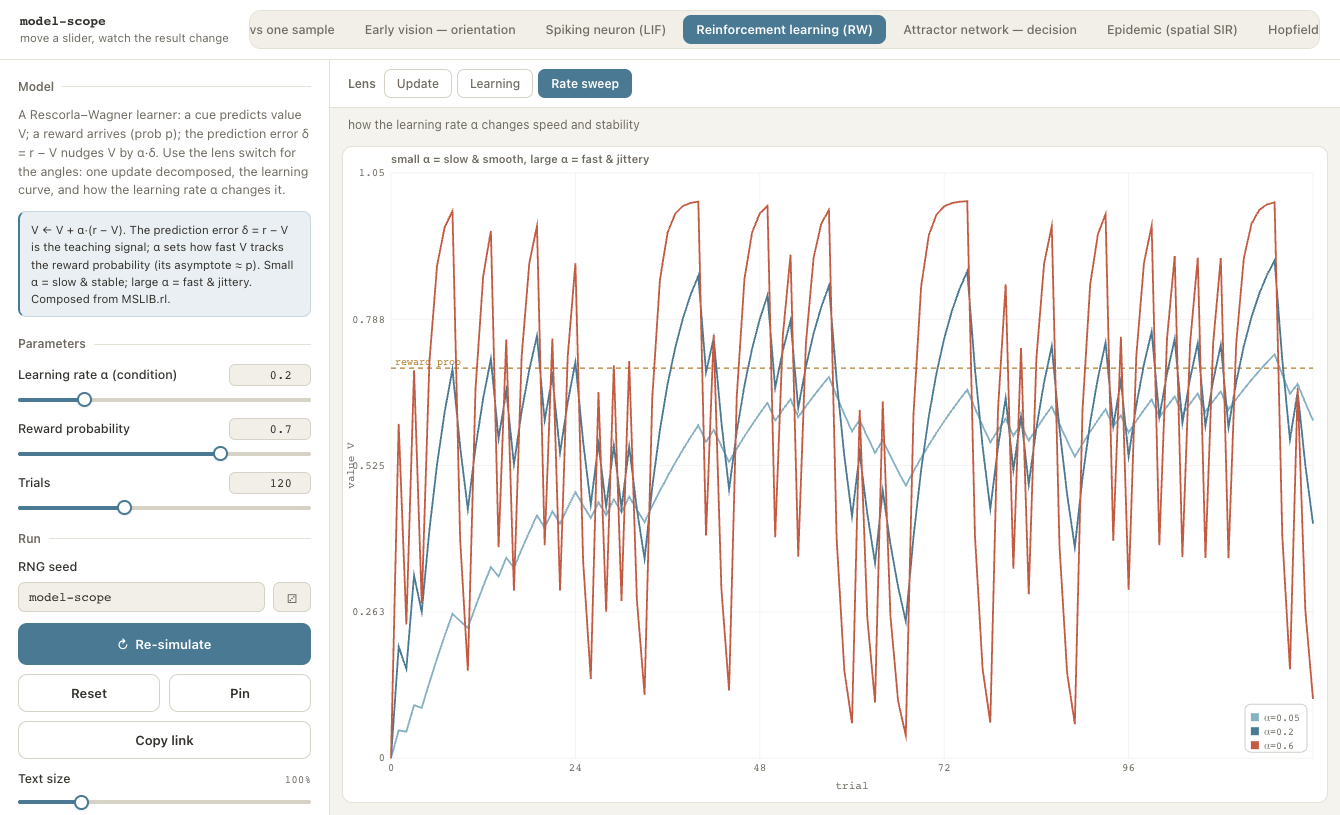 model-scope
move a slider, watch the result change
vs one sample
Early vision — orientation
Spiking neuron (LIF)
Reinforcement learning (RW)
Attractor network — decision
Epidemic (spatial SIR)
Hopfield
Model
A Rescorla–Wagner learner: a cue predicts value
V; a reward arrives (prob p); the prediction error δ
= r − V nudges V by α·δ. Use the lens switch for
the angles: one update decomposed, the learning
curve, and how the learning rate α changes it.
V ← V + α·(r − V). The prediction error δ = r − V
is the teaching signal; α sets how fast V tracks
the reward probability (its asymptote ≈ p). Small
α = slow & stable; large α = fast & jittery.
Composed from MSLIB.rl.
Parameters
Learning rate α (condition) 0.2
Reward probability 0.7
Trials 120
Run
RNG seed
model-scope ⚂
↻ Re-simulate
Reset Pin
Copy link
Text size 100%
Lens Update Learning Rate sweep
how the learning rate α changes speed and stability
small α = slow & smooth, large α = fast & jittery
1.05
0.788
reward prob
0.525
value V
0.263
0
0 24 48 72 96
trial
α=0.05
α=0.2
α=0.6